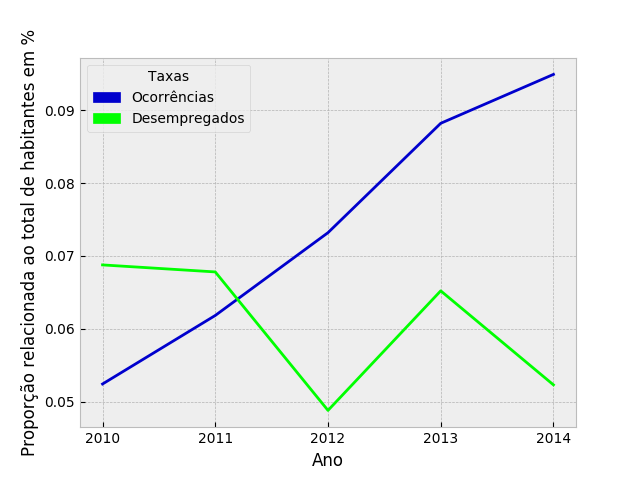 Proporção relacionada ao total de habitantes em %
Taxas
Ocorrências
Desempregados
0.09
0.08
0.07
0.06
0.05
2010 2011 2012 2013 2014
Ano